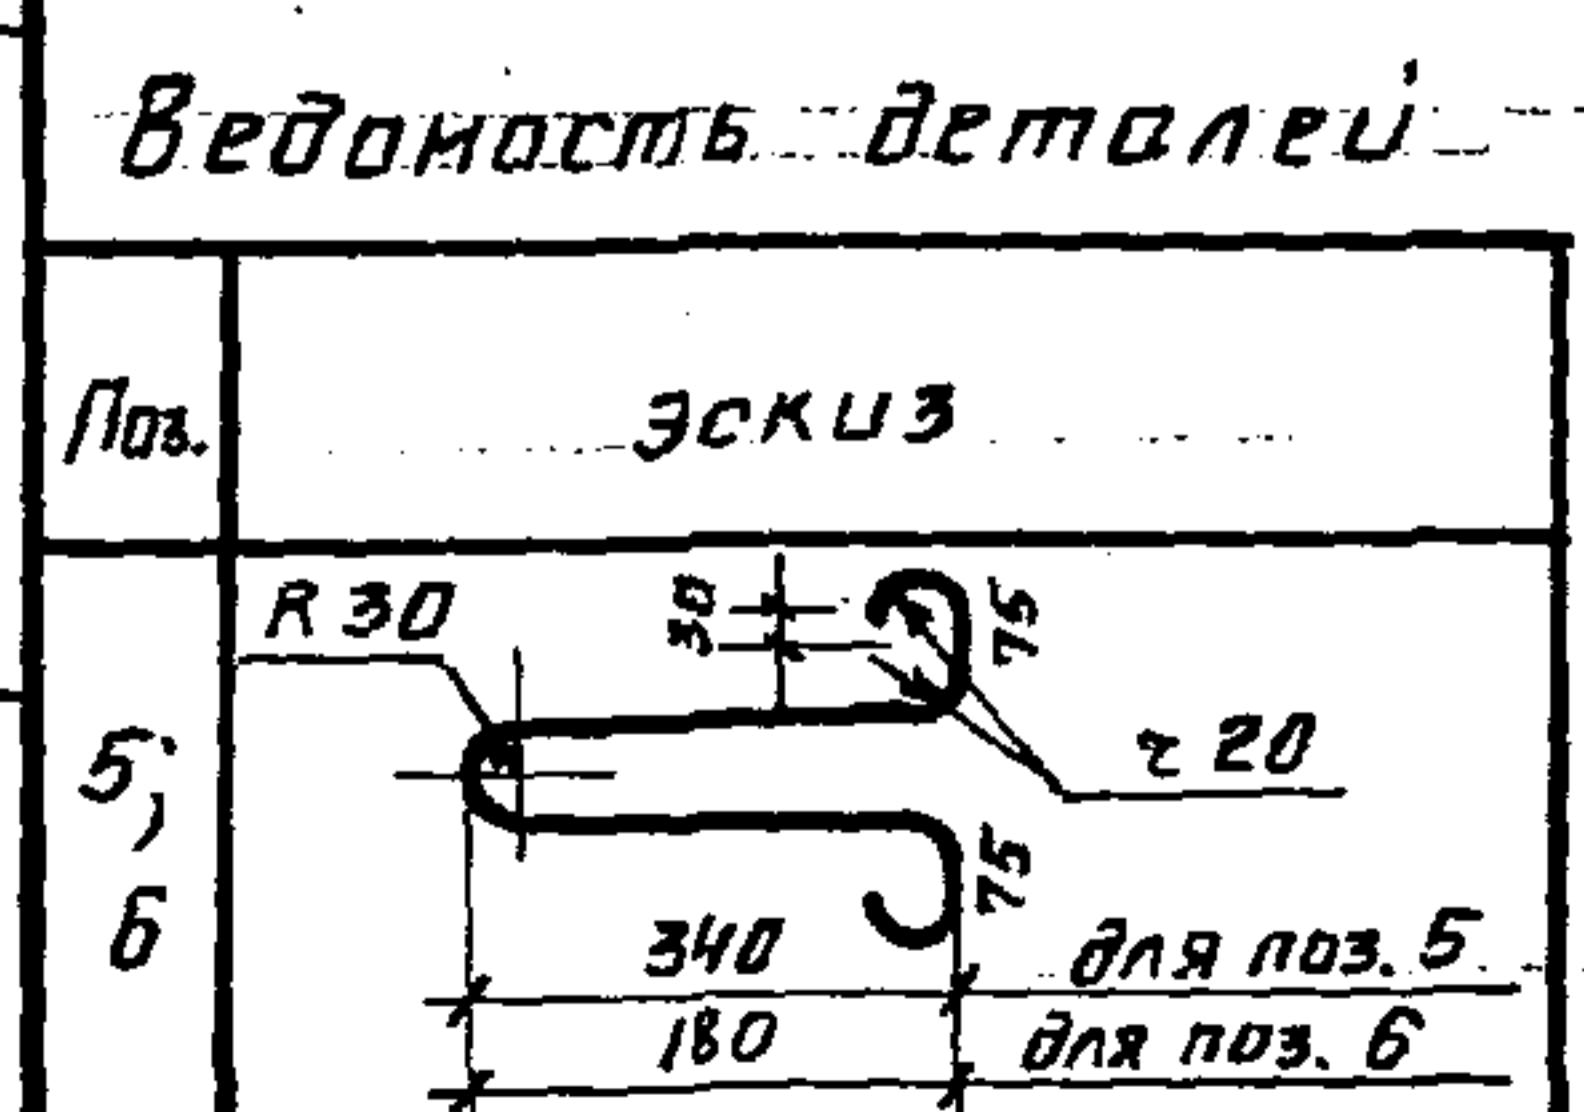 Ведомость деталей
Поз.
Эскиз
5;
6
R 30
30
75
r 20
75
340 для поз. 5
180 для поз. 6